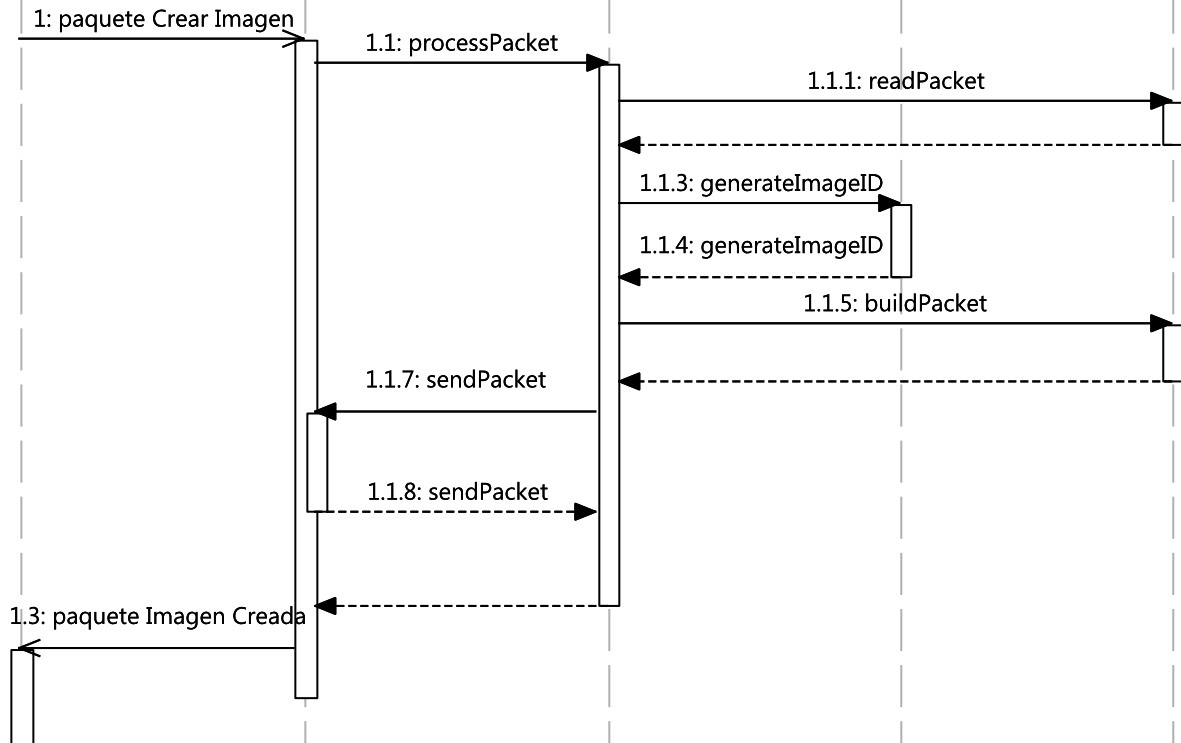 1: paquete Crear Imagen
1.1: processPacket
1.1.1: readPacket
1.1.3: generateImageID
1.1.4: generateImageID
1.1.5: buildPacket
1.1.7: sendPacket
1.1.8: sendPacket
1.3: paquete Imagen Creada